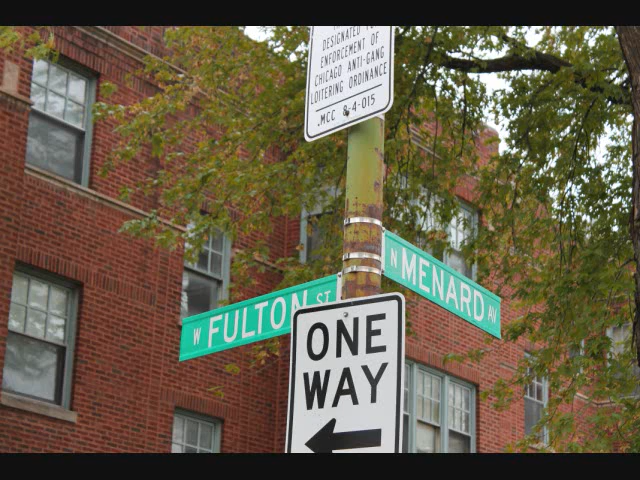 DESIGNATED
ENFORCEMENT OF
CHICAGO ANTI-GANG
LOITERING ORDINANCE
.MCC 8-4-015
N MENARD AV
W FULTON ST
ONE
WAY